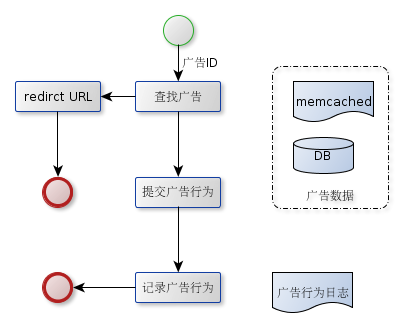 广告ID
redirct URL
查找广告
memcached
DB
广告数据
提交广告行为
记录广告行为
广告行为日志